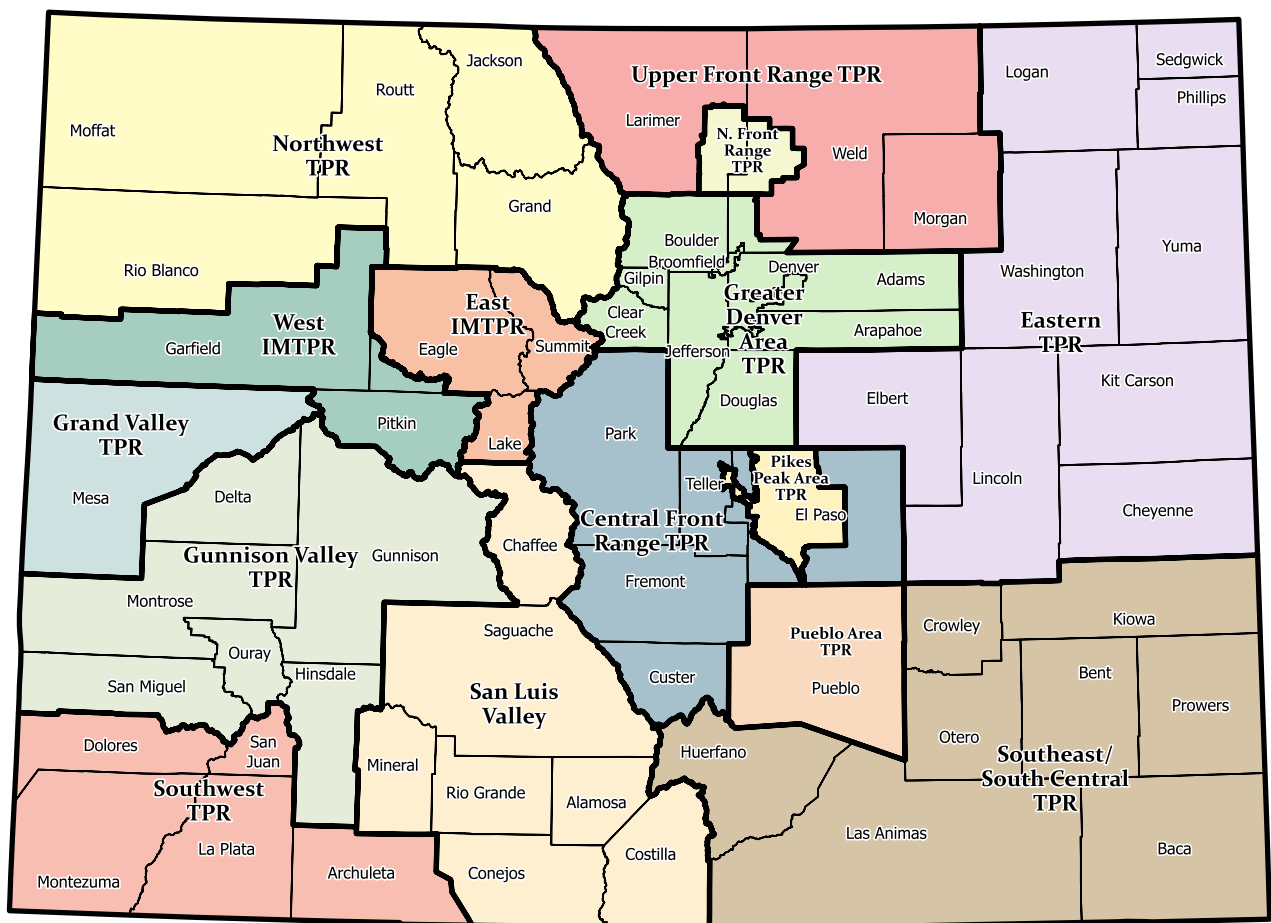 Jackson
Sedgwick
Logan
Upper Front Range TPR
Routt
Phillips
Larimer
Moffat
Northwest
TPR
N. Front
Range
TPR
Weld
Grand
Morgan
Boulder
Yuma
Broomfield
Denver
Rio Blanco
Gilpin
Washington
Adams
Greater
Denver
Area
TPR
East
IMTPR
Clear
Creek
West
IMTPR
Eastern
TPR
Arapahoe
Garfield
Eagle
Summit
Jefferson
Kit Carson
Elbert
Douglas
Grand Valley
TPR
Pitkin
Park
Lake
Pikes
Peak Area
TPR
Lincoln
Teller
Mesa
Delta
El Paso
Cheyenne
Central Front
Range TPR
Chaffee
Gunnison Valley
TPR
Gunnison
Fremont
Montrose
Kiowa
Saguache
Crowley
Pueblo Area
TPR
Ouray
Hinsdale
Bent
Custer
San Miguel
Pueblo
San Luis
Valley
Prowers
Otero
Dolores
San
Juan
Huerfano
Southeast/
South Central
TPR
Mineral
Southwest
TPR
Rio Grande
Alamosa
Las Animas
La Plata
Costilla
Baca
Archuleta
Conejos
Montezuma